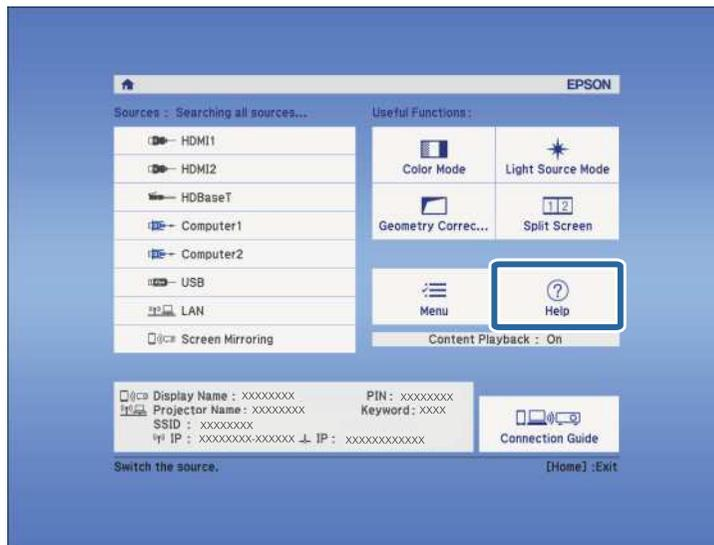 EPSON
Sources : Searching all sources...
Useful Functions :
HDMI1
HDMI2
HDBaseT
Computer1
Computer2
USB
LAN
Screen Mirroring
Color Mode
Light Source Mode
Geometry Correc...
1 2
Split Screen
Menu
? 
Help
Content Playback : On
Display Name : XXXXXXXX
PIN : XXXXXXXX
Projector Name : XXXXXXXX
Keyword : XXXX
SSID : XXXXXXXX
IP : XXXXXXXX-XXXXXX IP : XXXXXXXXXXXX
Connection Guide
Switch the source.
[Home] :Exit